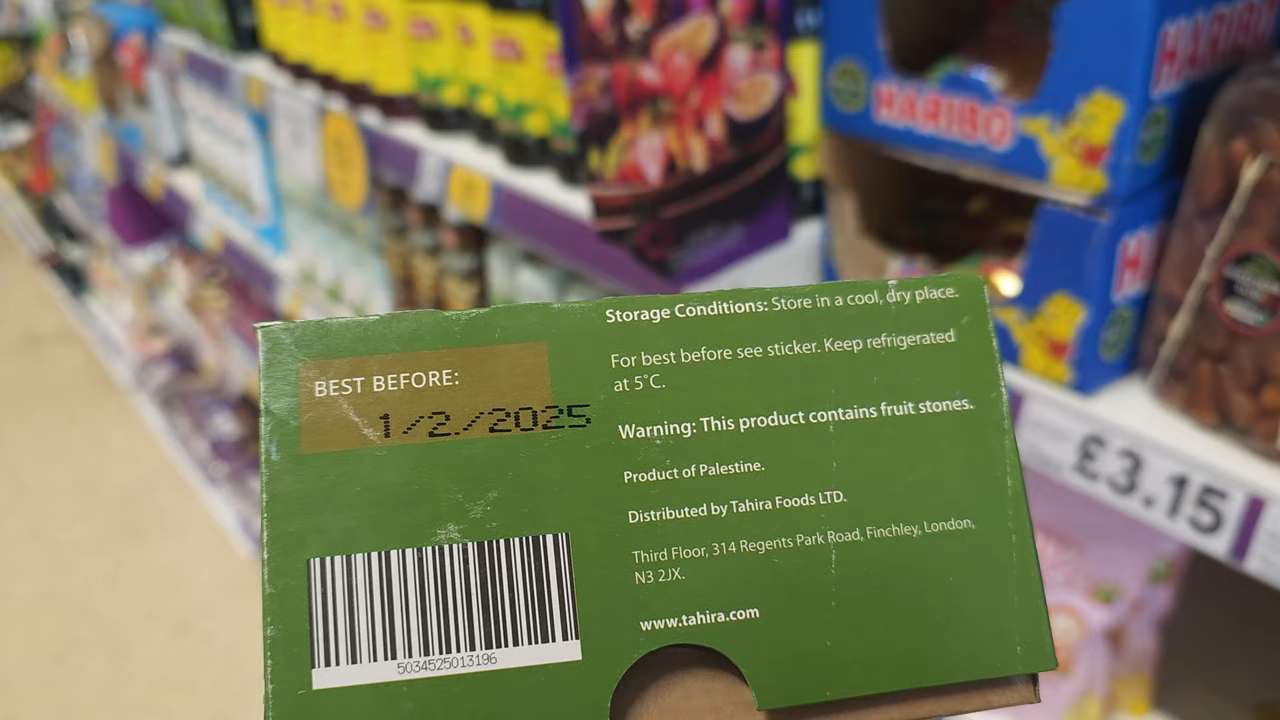 HARIBO
HARIBO
H
£3.15
BEST BEFORE:
1/2./2025
5034525013196
Storage Conditions: Store in a cool, dry place.
For best before see sticker. Keep refrigerated
at 5°C.
Warning: This product contains fruit stones.
Product of Palestine.
Distributed by Tahira Foods LTD.
Third Floor, 314 Regents Park Road, Finchley, London,
N3 2JX.
www.tahira.com